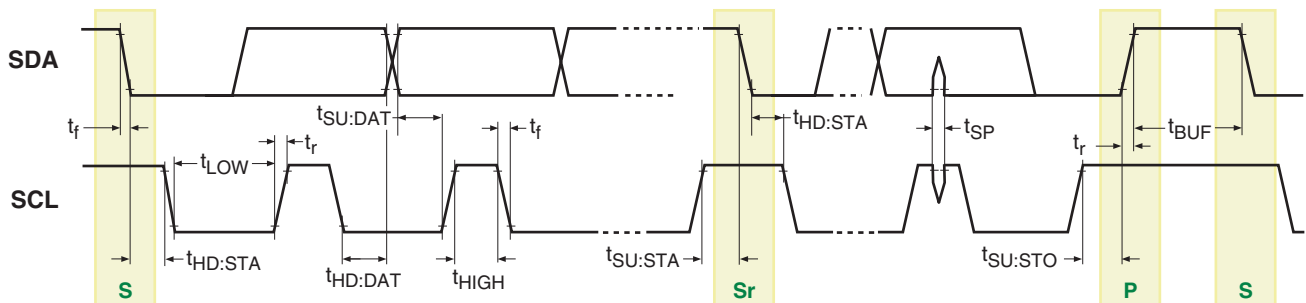 SDA
tf
tSU:DAT
tf
tHD:STA
tSP
tr
tBUF
tLOW
tr
SCL
tHD:STA
tHD:DAT
tHIGH
tSU:STA
tSU:STO
S
Sr
P
S